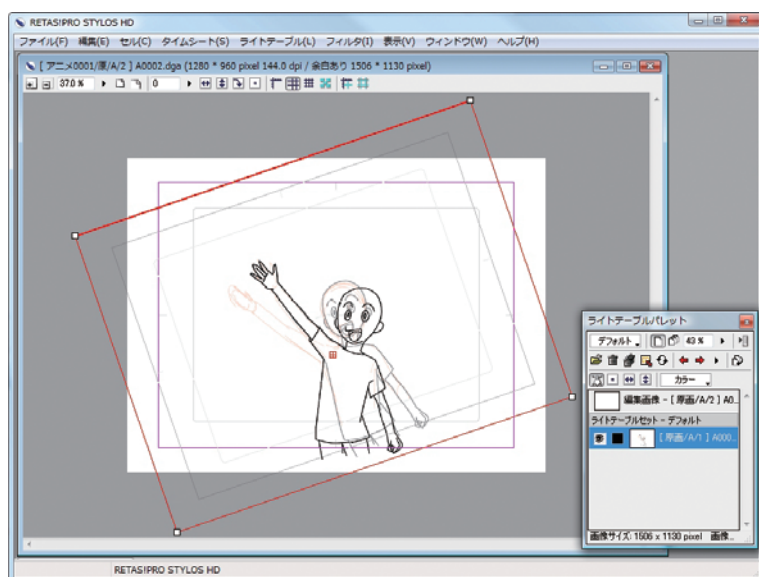 RETAS!PRO STYLOS HD
ファイル(F) 編集(E) セル(C) タイムシート(S) ライトテーブル(L) フィルタ(I) 表示(V) ウィンドウ(W) ヘルプ(H)
[ アニメ0001/原/A/2 ] A0002.dga (1280 * 960 pixel 144.0 dpi / 余白あり 1506 * 1130 pixel)
37.0 % 0
ライトテーブルパレット
デフォルト 43 %
カラー
編集画像 - [ 原画/A/2 ] A0...
ライトテーブルセット - デフォルト
[ 原画/A/1 ] A000...
画像サイズ: 1506 x 1130 pixel 画像...
RETAS!PRO STYLOS HD